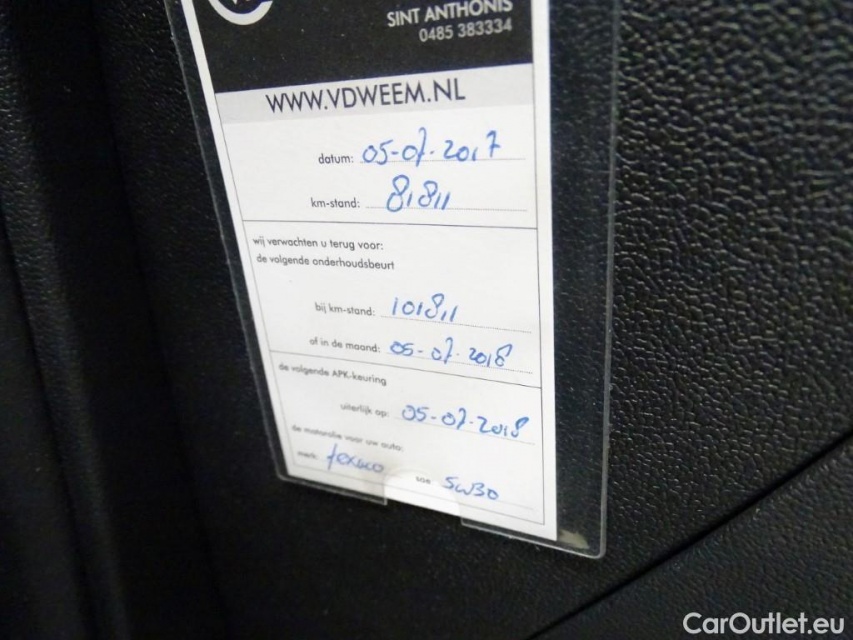 SINT ANTHONIS
0485 383334
WWW.VDWEEM.NL
datum: 05-07-2017
km-stand: 81811
wij verwachten u terug voor:
de volgende onderhoudsbeurt
bij km-stand: 101811
of in de maand: 05-07-2018
de volgende APK-keuring
uiterlijk op: 05-07-2018
de motorolie voor uw auto:
merk: texaco sae 5w30
CarOutlet.eu